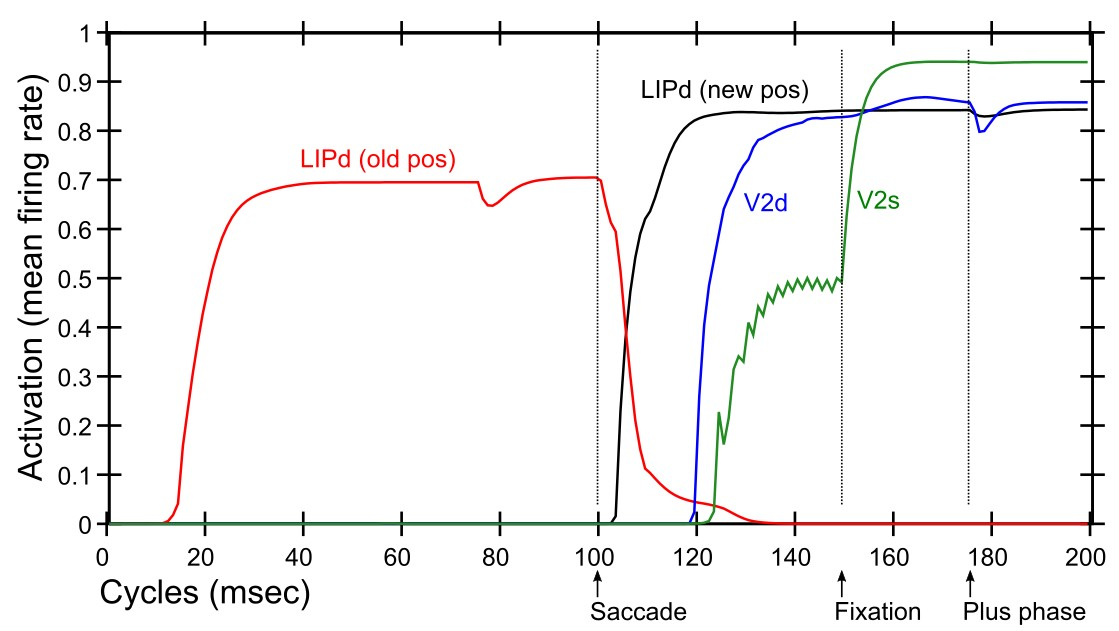 Activation (mean firing rate)
1
0.9
0.8
0.7
0.6
0.5
0.4
0.3
0.2
0.1
0
LIPd (old pos)
LIPd (new pos)
V2d
V2s
0 20 40 60 80 100 120 140 160 180 200
Cycles (msec)
Saccade
Fixation
Plus phase